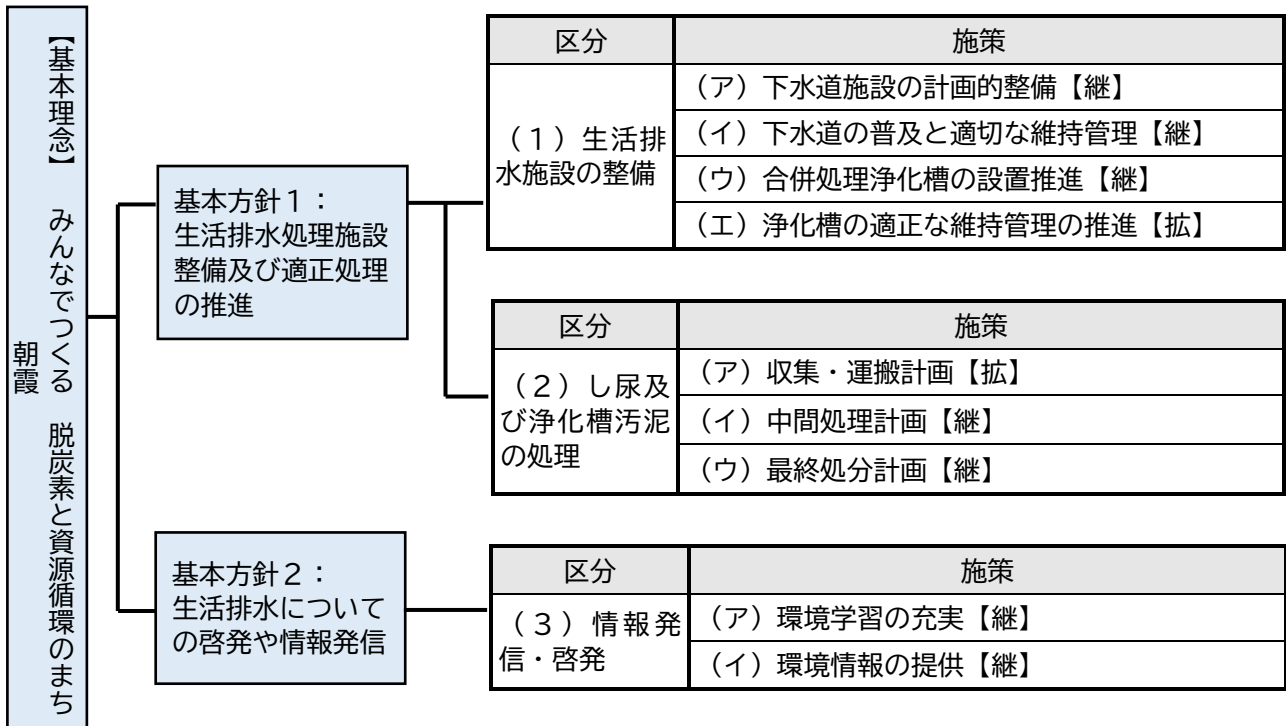 【基本理念】 みんなでつくる 脱炭素と資源循環のまち
朝霞
基本方針１：
生活排水処理施設
整備及び適正処理
の推進
区分 施策
（１）生活排
水施設の整備
（ア）下水道施設の計画的整備【継】
（イ）下水道の普及と適切な維持管理【継】
（ウ）合併処理浄化槽の設置推進【継】
（エ）浄化槽の適正な維持管理の推進【拡】
区分 施策
（２）し尿及
び浄化槽汚泥
の処理
（ア）収集・運搬計画【拡】
（イ）中間処理計画【継】
（ウ）最終処分計画【継】
基本方針２：
生活排水について
の啓発や情報発信
区分 施策
（３）情報発
信・啓発
（ア）環境学習の充実【継】
（イ）環境情報の提供【継】